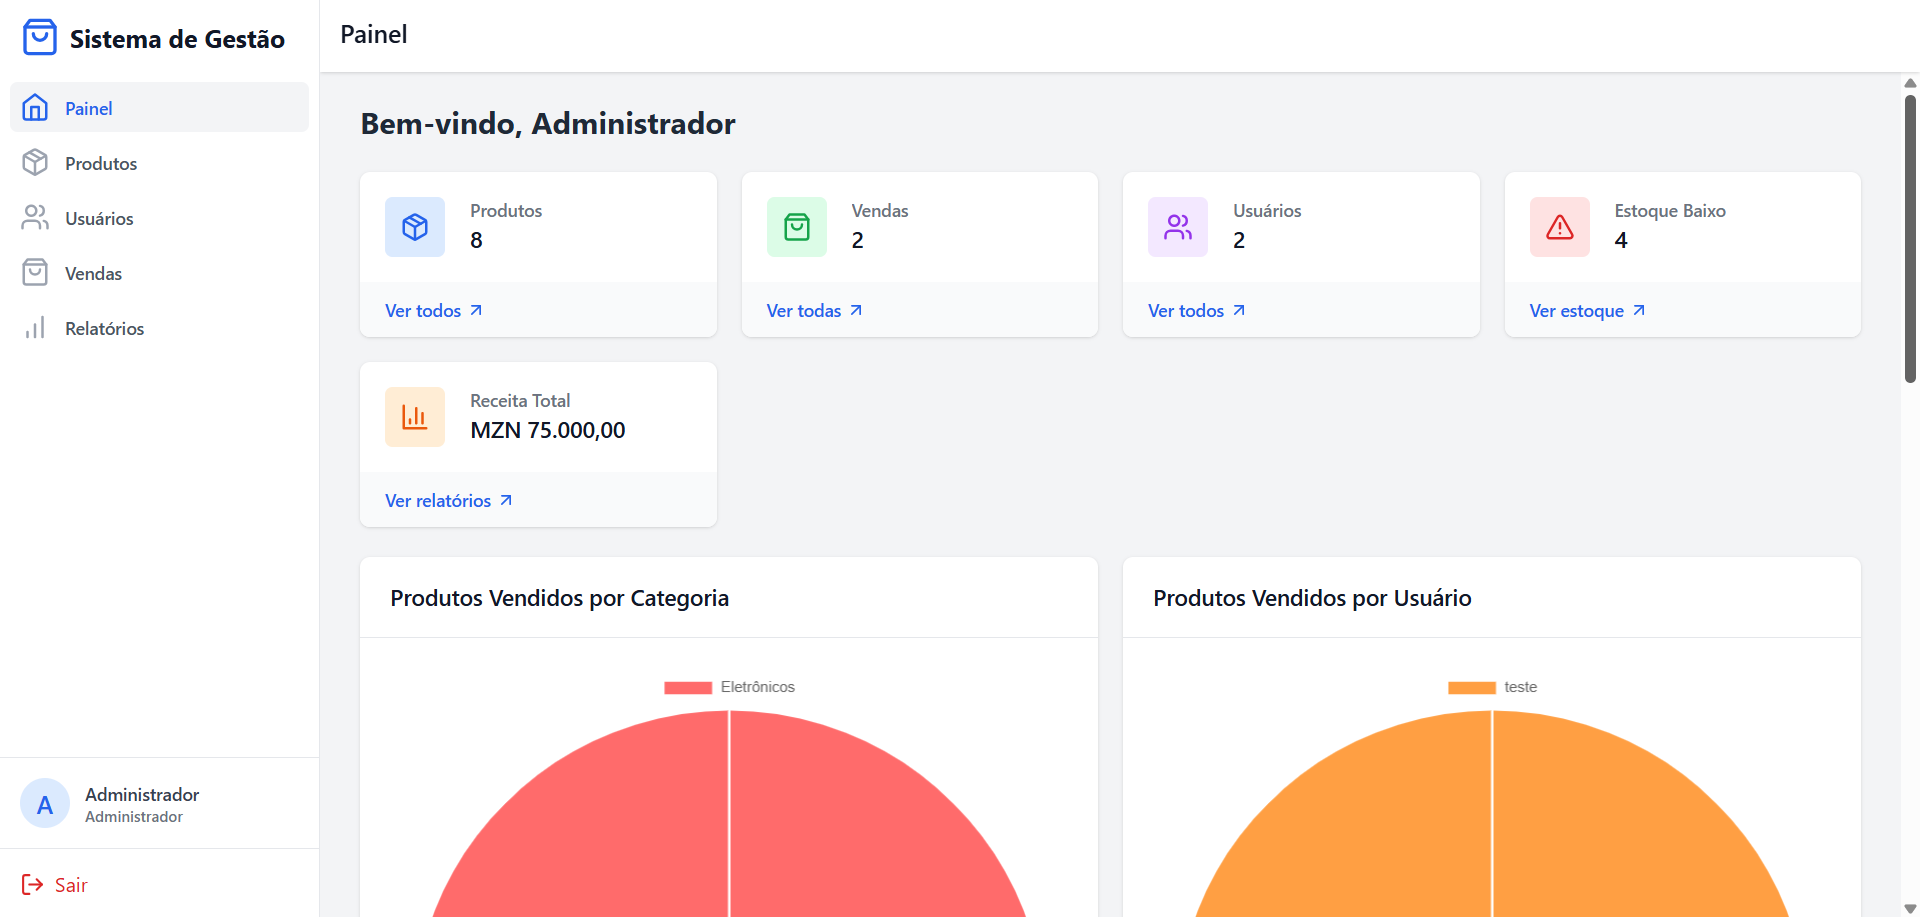 Sistema de Gestão
Painel
Produtos
Usuários
Vendas
Relatórios
A
Administrador
Administrador
Sair
Painel
Bem-vindo, Administrador
Produtos
8
Ver todos
Vendas
2
Ver todas
Usuários
2
Ver todos
Estoque Baixo
4
Ver estoque
Receita Total
MZN 75.000,00
Ver relatórios
Produtos Vendidos por Categoria
Eletrônicos
Produtos Vendidos por Usuário
teste